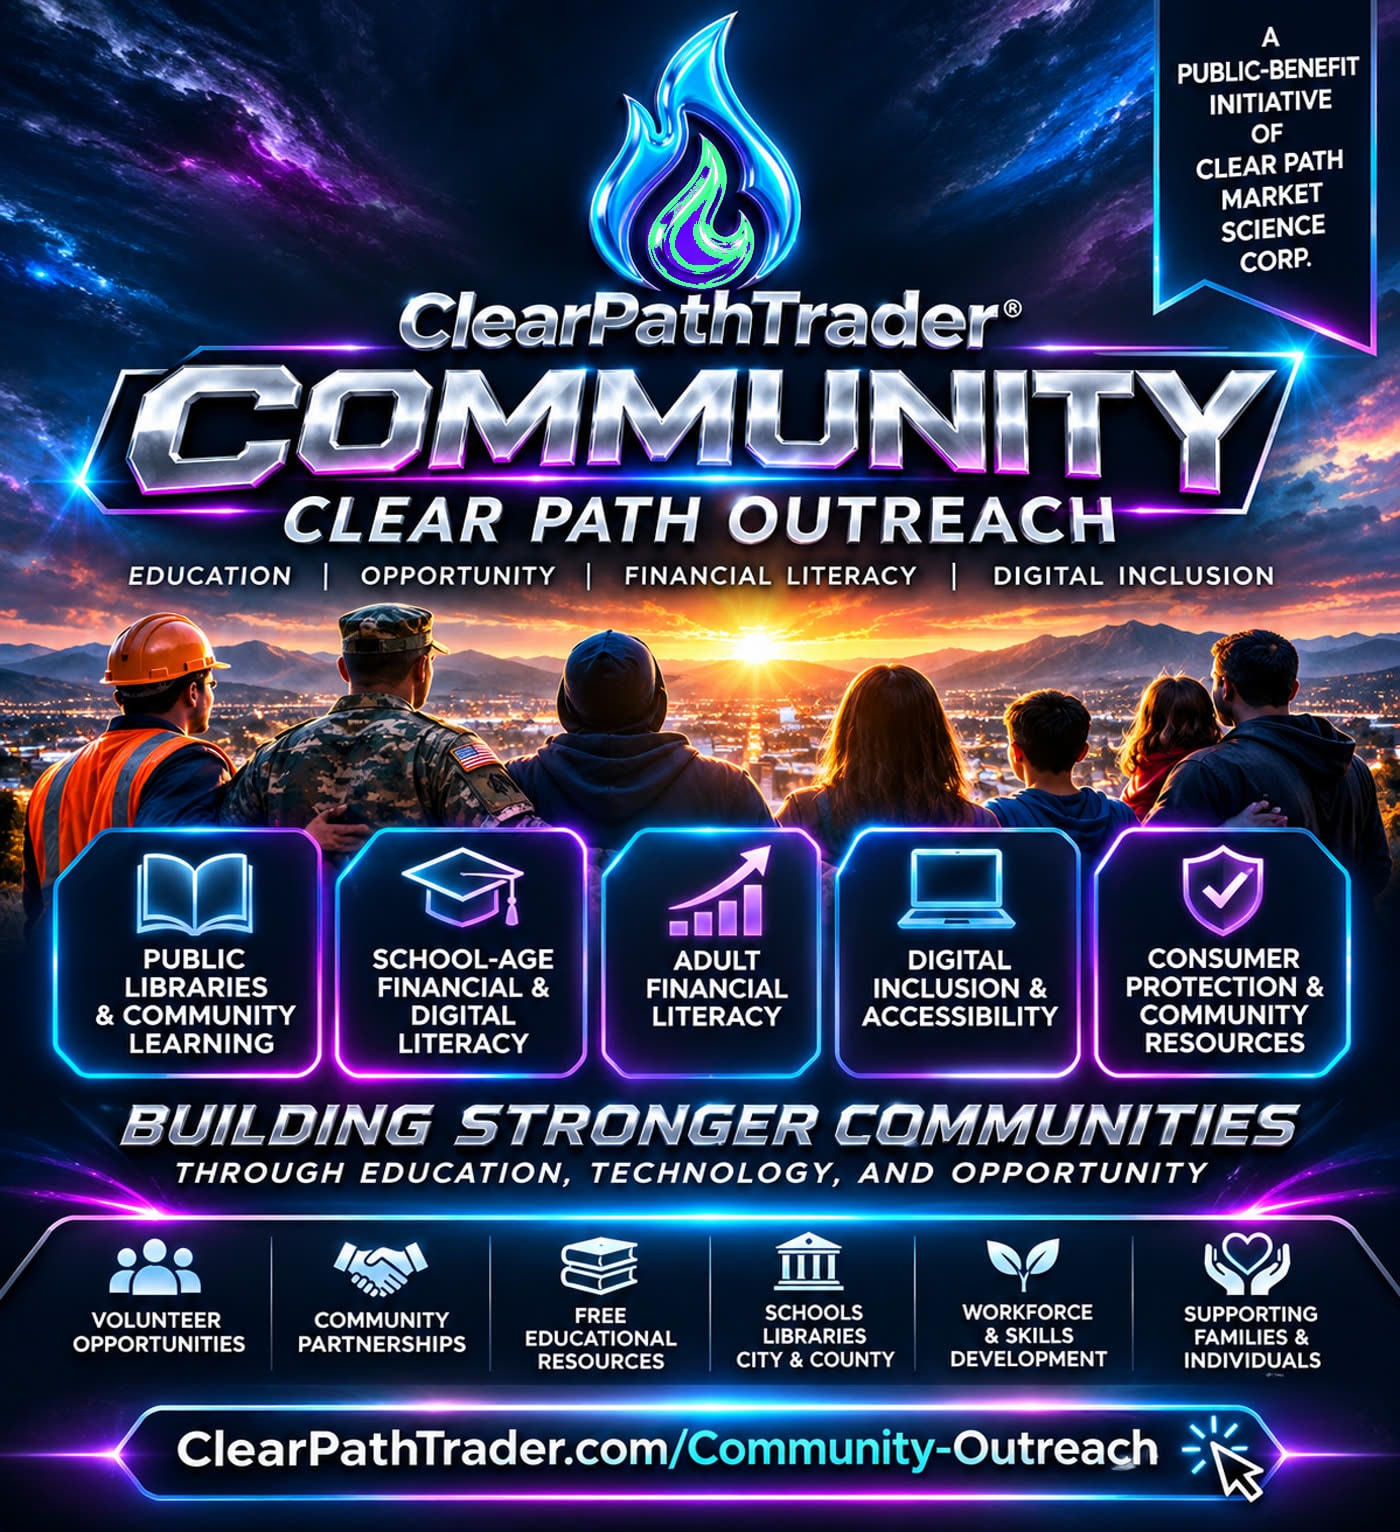 A
PUBLIC-BENEFIT
INITIATIVE
OF
CLEAR PATH
MARKET
SCIENCE
CORP.
ClearPathTrader®
COMMUNITY
CLEAR PATH OUTREACH
EDUCATION | OPPORTUNITY | FINANCIAL LITERACY | DIGITAL INCLUSION
PUBLIC
LIBRARIES
& COMMUNITY
LEARNING
SCHOOL-AGE
FINANCIAL &
DIGITAL
LITERACY
ADULT
FINANCIAL
LITERACY
DIGITAL
INCLUSION &
ACCESSIBILITY
CONSUMER
PROTECTION &
COMMUNITY
RESOURCES
BUILDING STRONGER COMMUNITIES
THROUGH EDUCATION, TECHNOLOGY, AND OPPORTUNITY
VOLUNTEER
OPPORTUNITIES
COMMUNITY
PARTNERSHIPS
FREE
EDUCATIONAL
RESOURCES
SCHOOLS
LIBRARIES
CITY & COUNTY
WORKFORCE
& SKILLS
DEVELOPMENT
SUPPORTING
FAMILIES &
INDIVIDUALS
ClearPathTrader.com/Community-Outreach